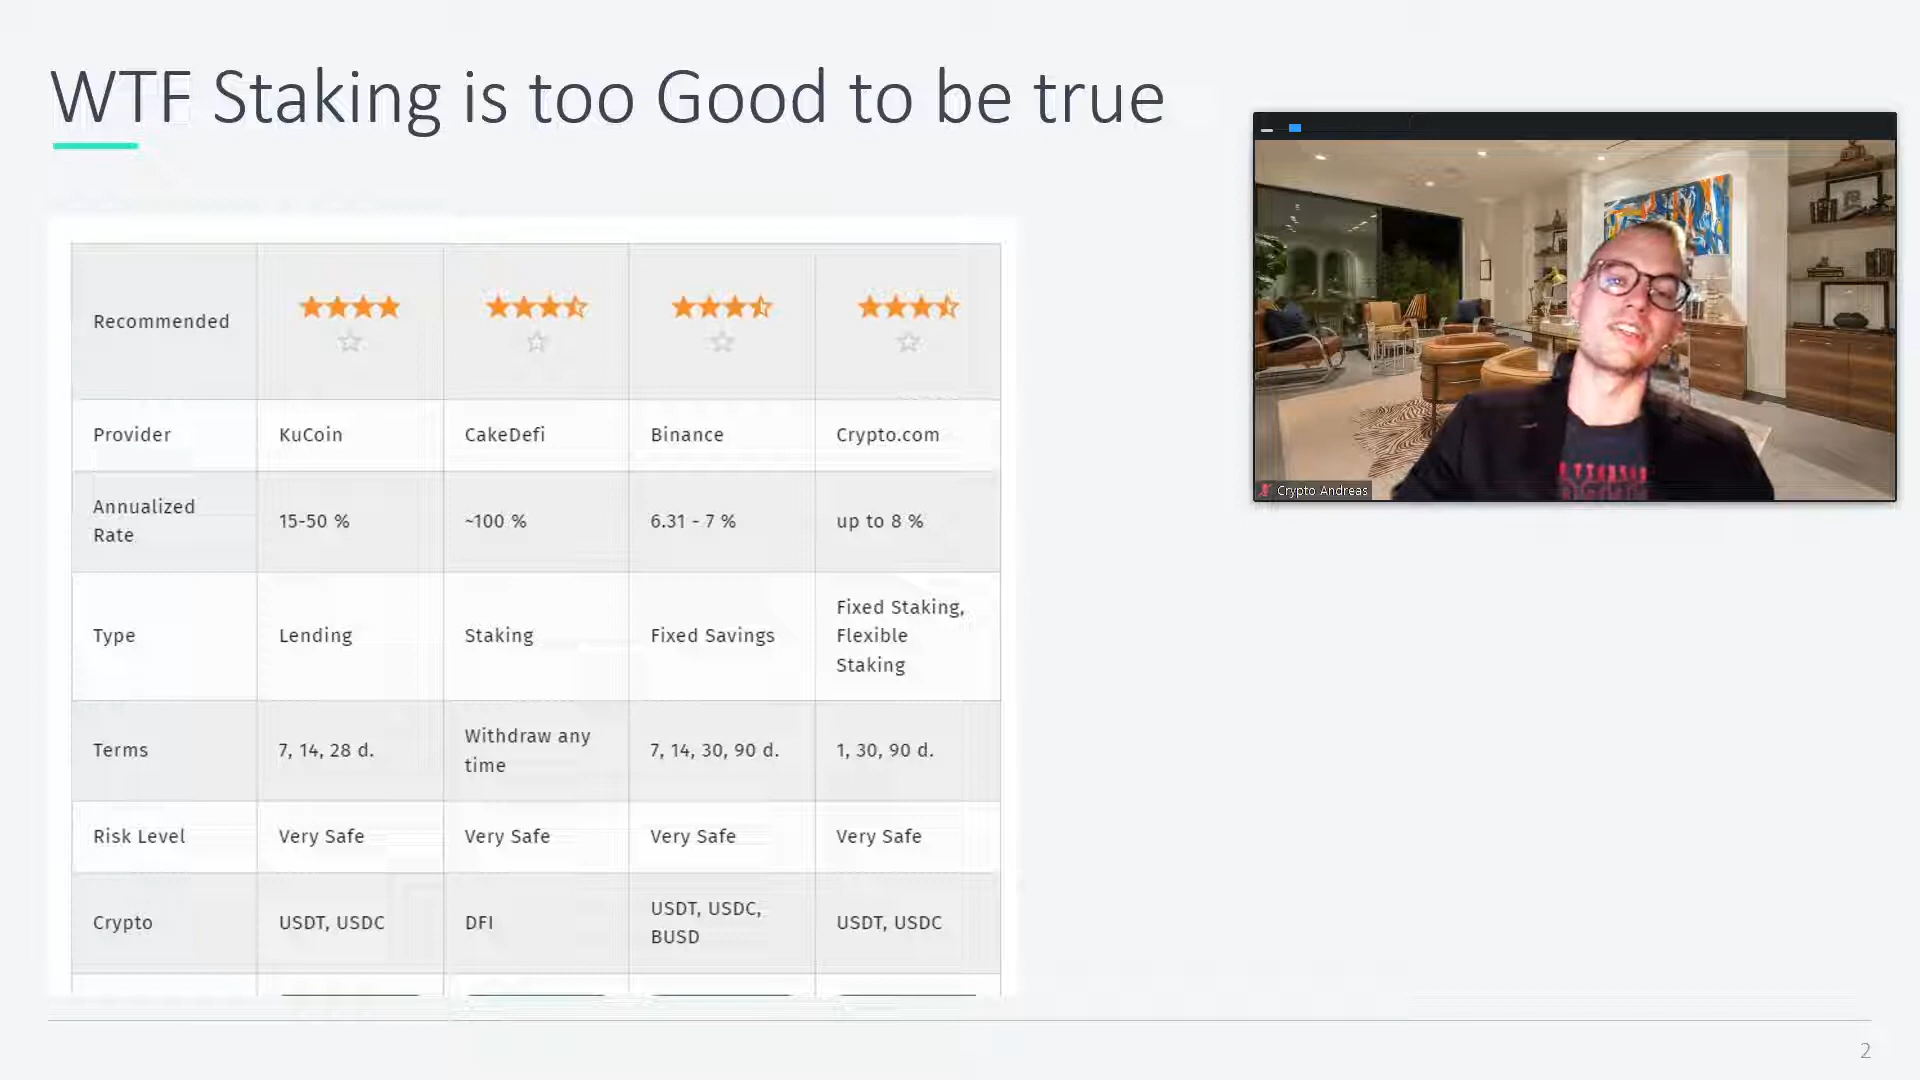 WTF Staking is too Good to be true
Recommended
Provider
KuCoin
CakeDefi
Binance
Crypto.com
Annualized
Rate
15-50 %
~100 %
6.31 - 7 %
up to 8 %
Type
Lending
Staking
Fixed Savings
Fixed Staking,
Flexible
Staking
Terms
7, 14, 28 d.
Withdraw any
time
7, 14, 30, 90 d.
1, 30, 90 d.
Risk Level
Very Safe
Very Safe
Very Safe
Very Safe
Crypto
USDT, USDC
DFI
USDT, USDC,
BUSD
USDT, USDC
Crypto Andreas
2